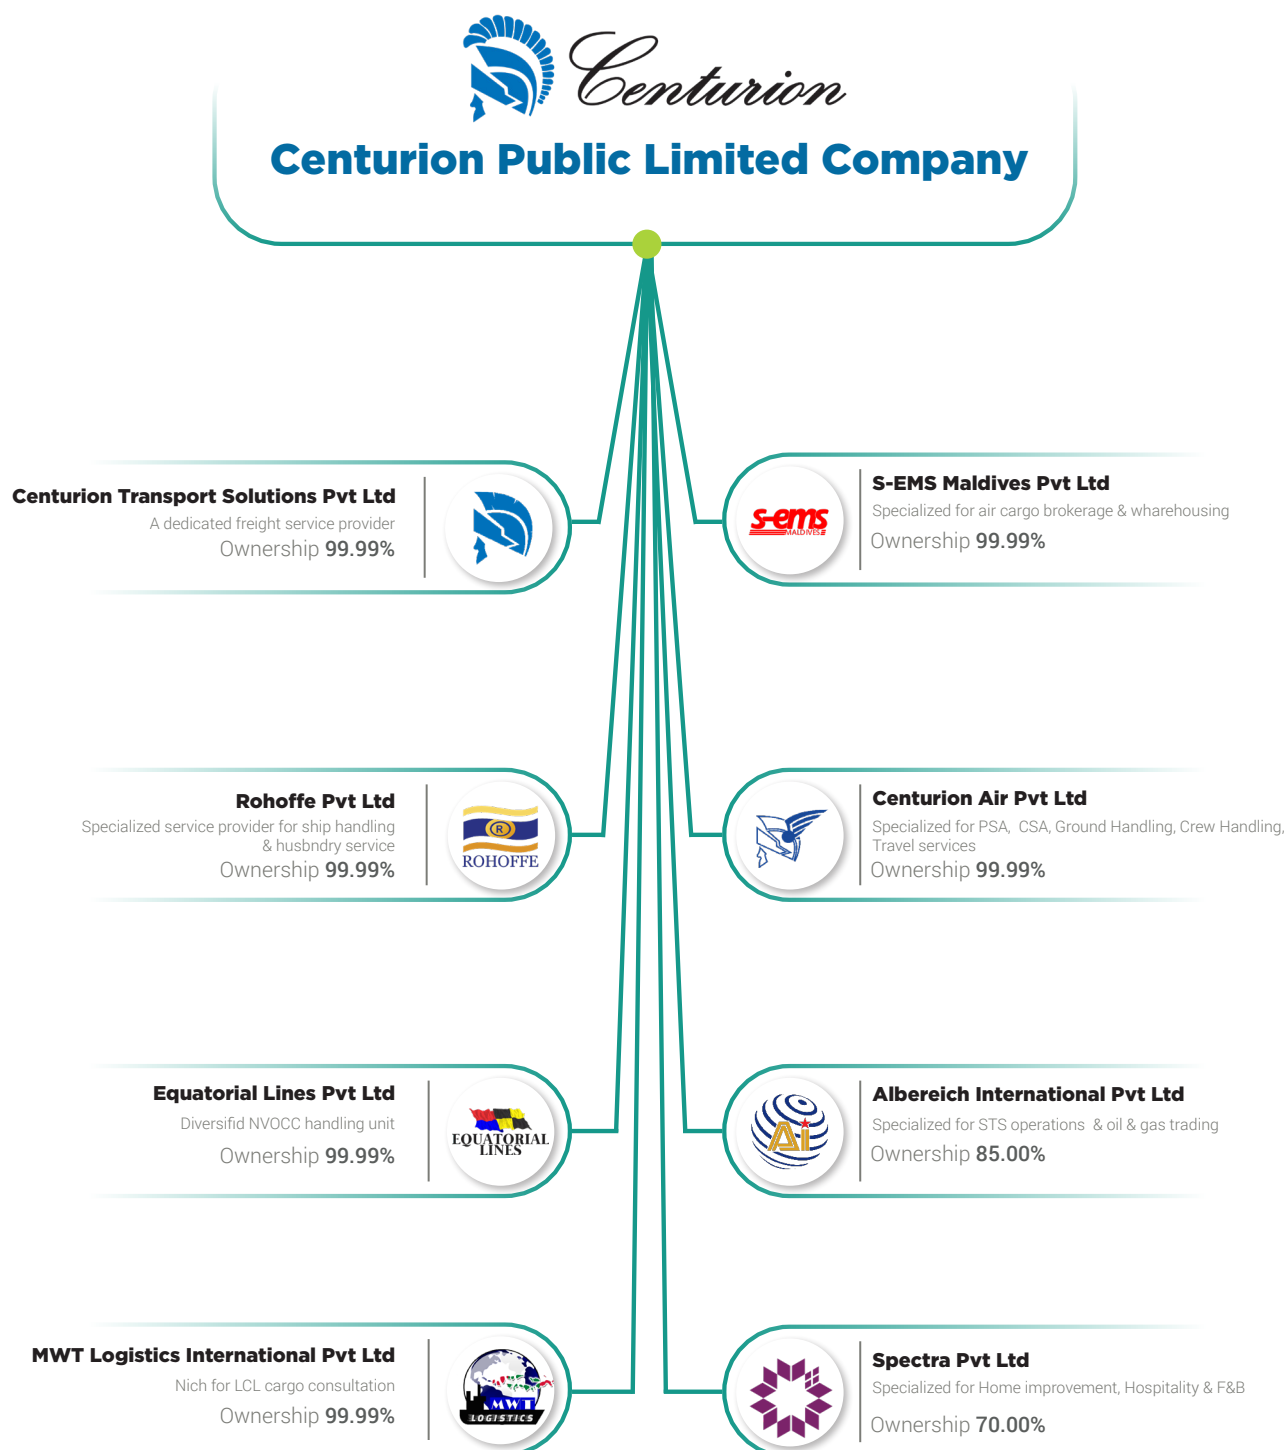 Centurion
Centurion Public Limited Company
Centurion Transport Solutions Pvt Ltd
A dedicated freight service provider
Ownership 99.99%
s-ems
MALDIVES
S-EMS Maldives Pvt Ltd
Specialized for air cargo brokerage & wharehousing
Ownership 99.99%
Rohoffe Pvt Ltd
Specialized service provider for ship handling
& husbndry service
Ownership 99.99%
R
ROHOFFE
Centurion Air Pvt Ltd
Specialized for PSA, CSA, Ground Handling, Crew Handling,
Travel services
Ownership 99.99%
Equatorial Lines Pvt Ltd
Diversifid NVOCC handling unit
Ownership 99.99%
EQUATORIAL
LINES
Ai
Albereich International Pvt Ltd
Specialized for STS operations & oil & gas trading
Ownership 85.00%
MWT Logistics International Pvt Ltd
Nich for LCL cargo consultation
Ownership 99.99%
MWT
LOGISTICS
Spectra Pvt Ltd
Specialized for Home improvement, Hospitality & F&B
Ownership 70.00%